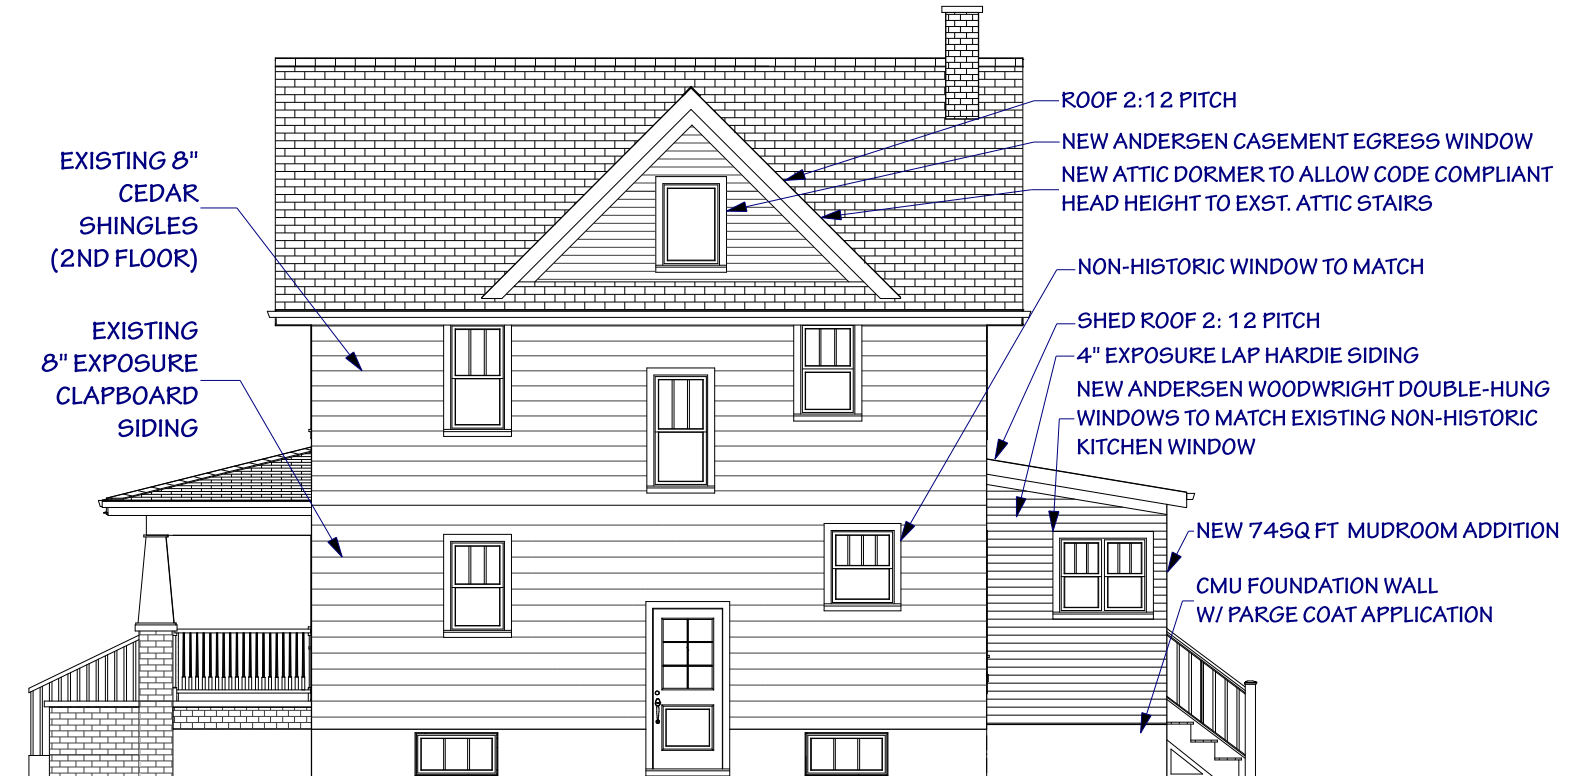 EXISTING 8"
CEDAR
SHINGLES
(2ND FLOOR)
EXISTING
8" EXPOSURE
CLAPBOARD
SIDING
ROOF 2:12 PITCH
NEW ANDERSEN CASEMENT EGRESS WINDOW
NEW ATTIC DORMER TO ALLOW CODE COMPLIANT
HEAD HEIGHT TO EXST. ATTIC STAIRS
NON-HISTORIC WINDOW TO MATCH
SHED ROOF 2: 12 PITCH
4" EXPOSURE LAP HARDIE SIDING
NEW ANDERSEN WOODWRIGHT DOUBLE-HUNG
WINDOWS TO MATCH EXISTING NON-HISTORIC
KITCHEN WINDOW
NEW 74SQ FT MUDROOM ADDITION
CMU FOUNDATION WALL
W/ PARGE COAT APPLICATION